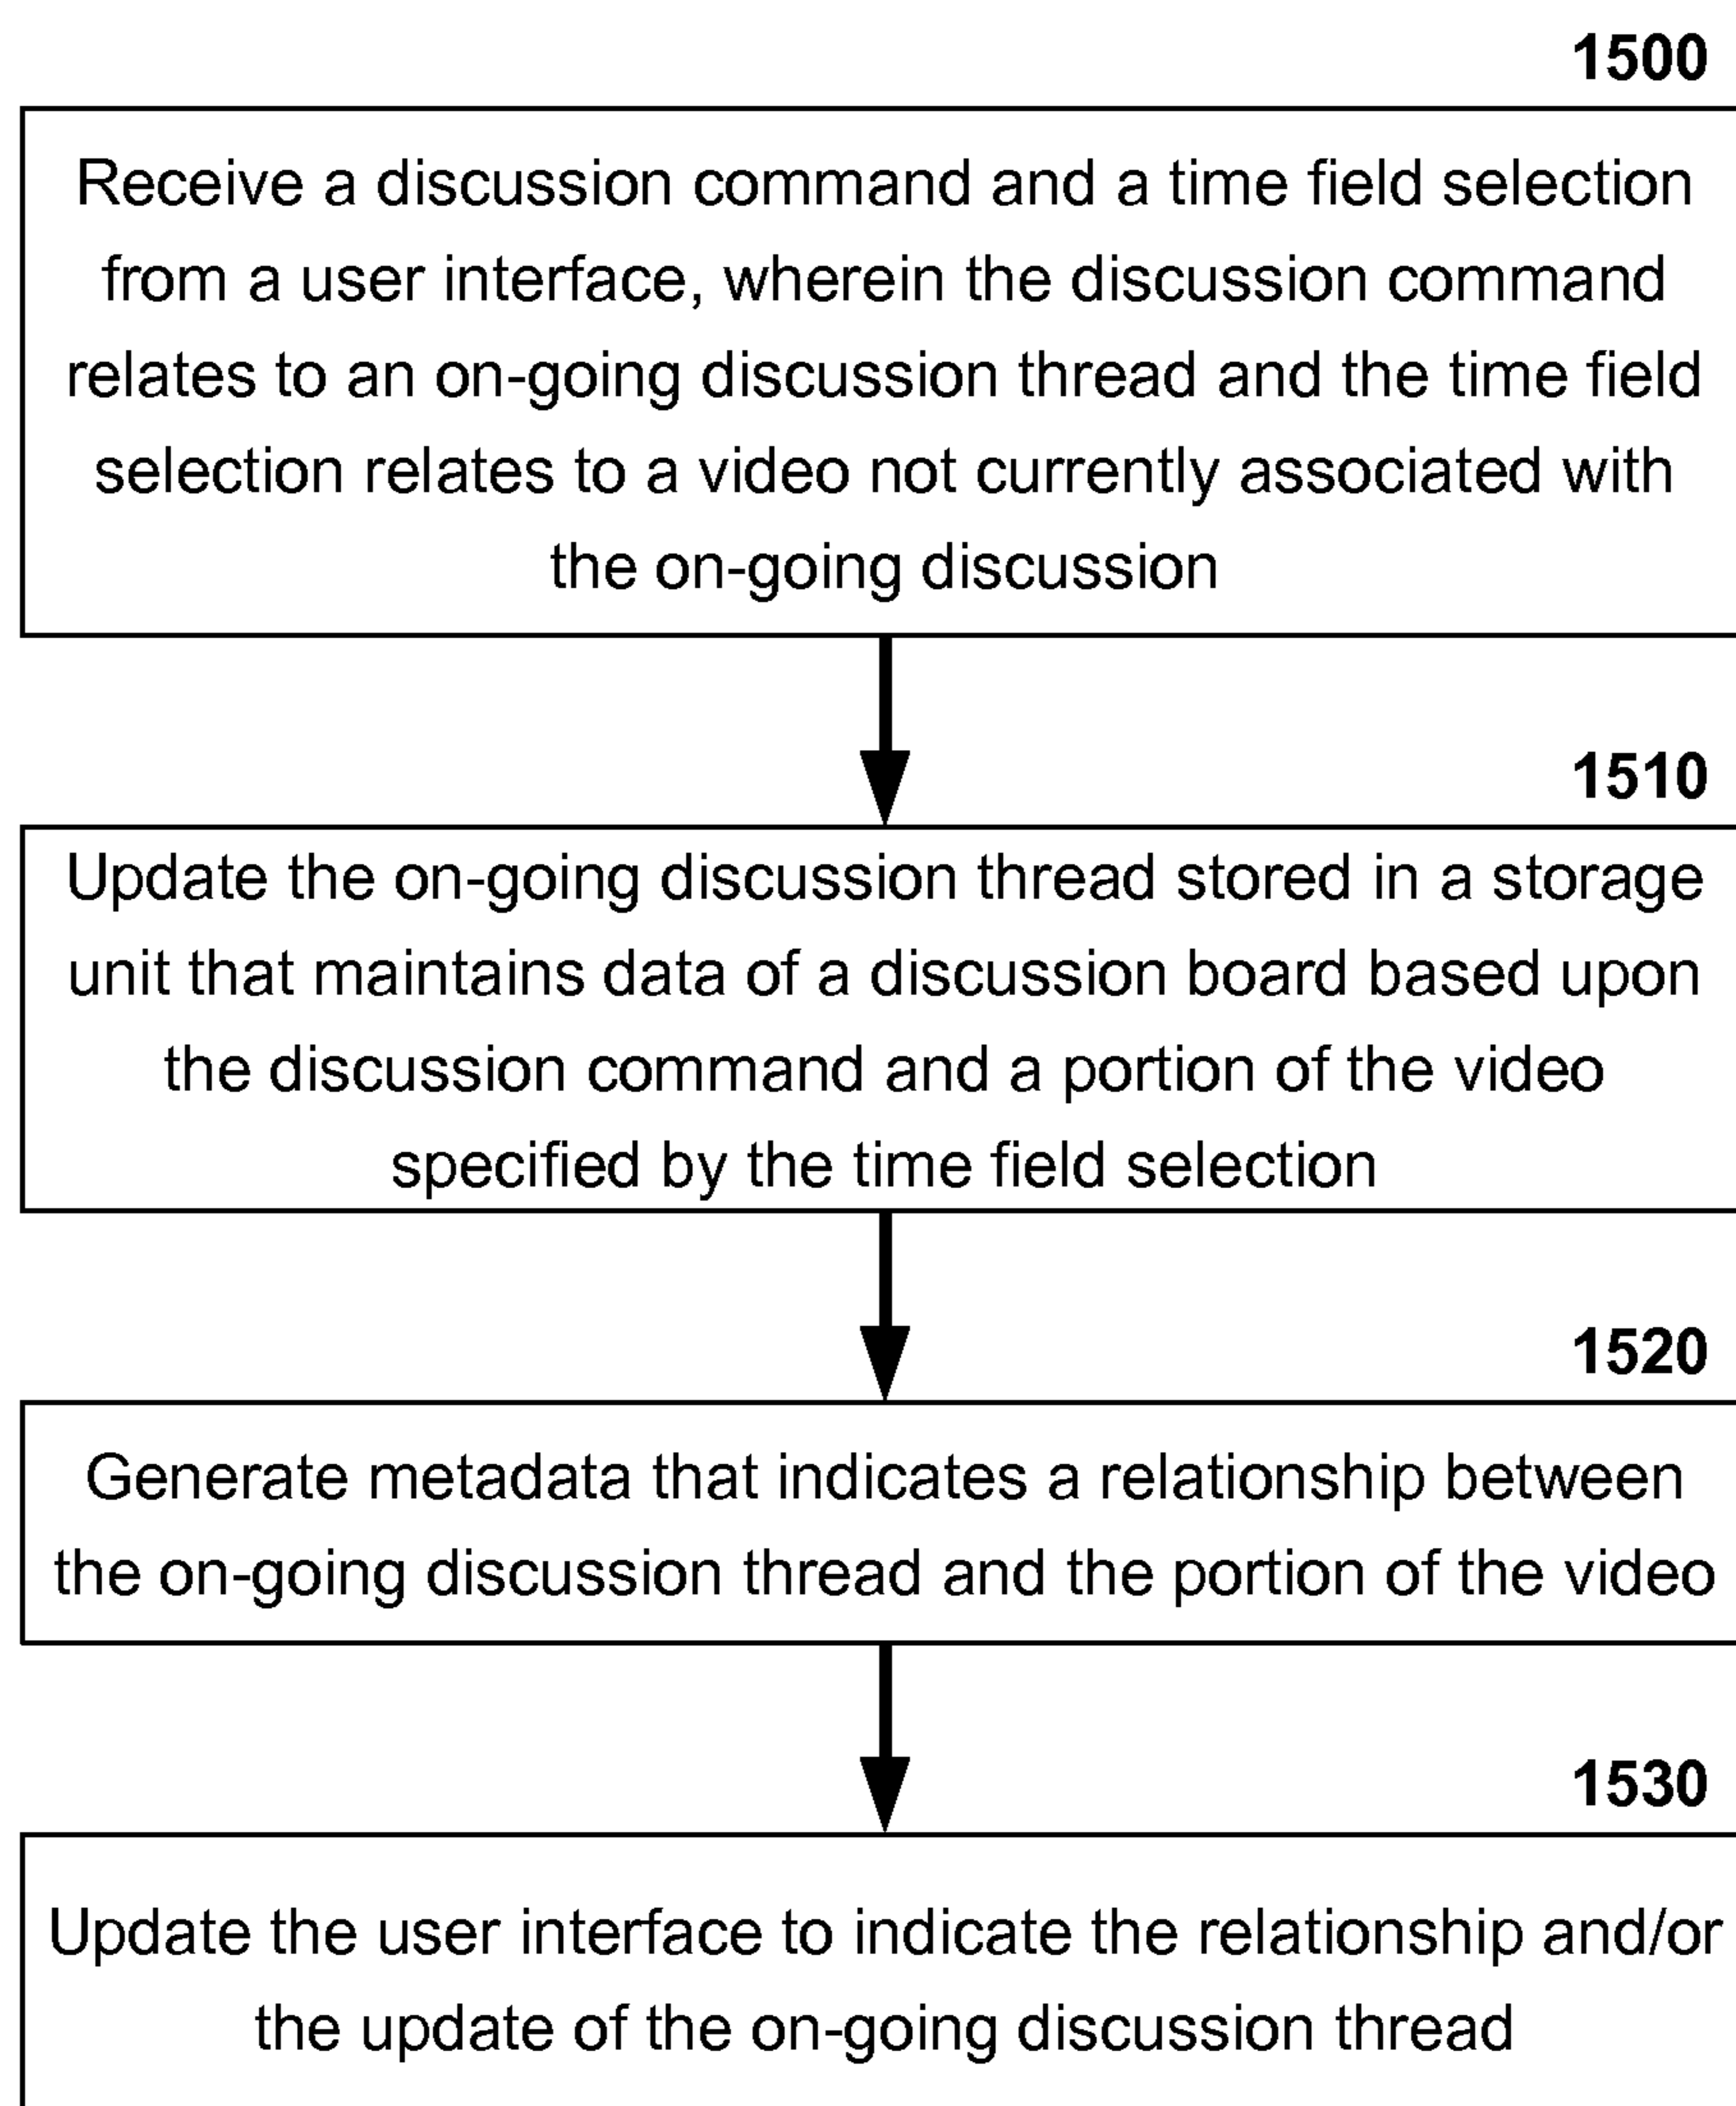 1500
Receive a discussion command and a time field selection
from a user interface, wherein the discussion command
relates to an on-going discussion thread and the time field
selection relates to a video not currently associated with
the on-going discussion
1510
Update the on-going discussion thread stored in a storage
unit that maintains data of a discussion board based upon
the discussion command and a portion of the video
specified by the time field selection
1520
Generate metadata that indicates a relationship between
the on-going discussion thread and the portion of the video
1530
Update the user interface to indicate the relationship and/or
the update of the on-going discussion thread